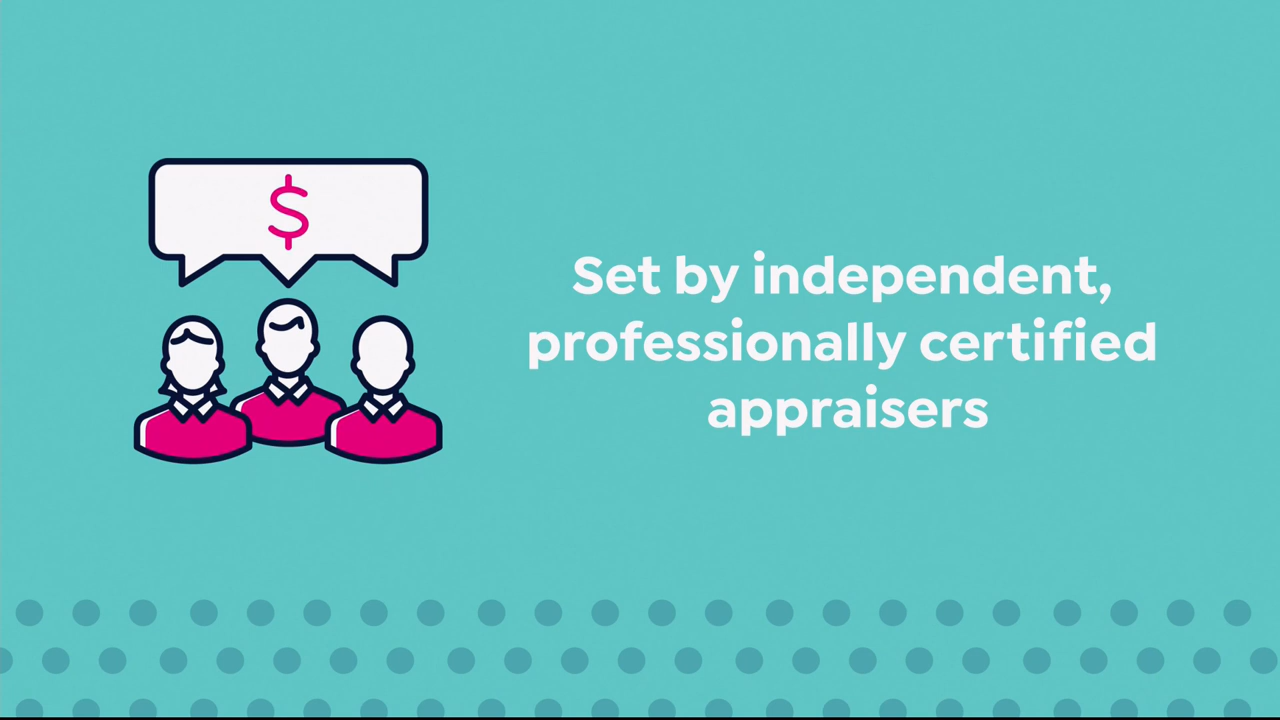 $
Set by independent,
professionally certified
appraisers